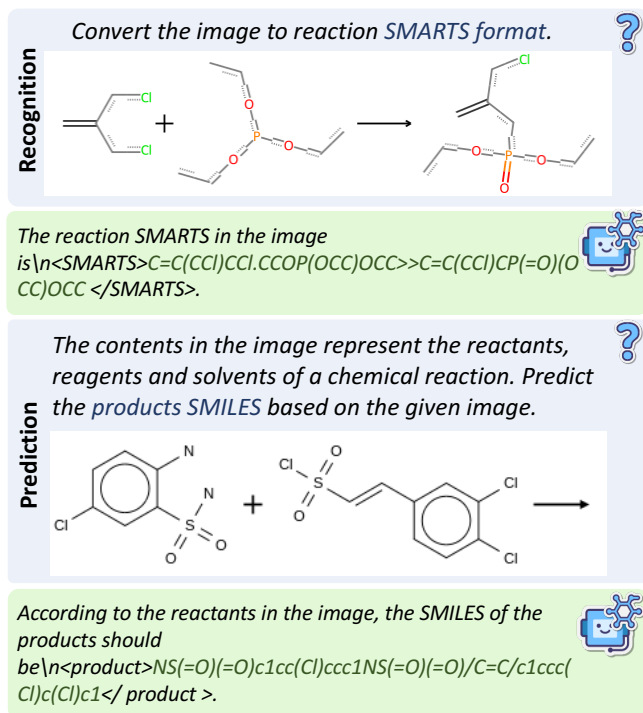 Convert the image to reaction SMARTS format.
Recognition
Cl
Cl
+
O
P
O
O
Cl
O
P
O
O
The reaction SMARTS in the image
is\n<SMARTS>C=C(CCl)CCl.CCOP(OCC)OCC>>C=C(CCl)CP(=O)(O
CC)OCC </SMARTS>.
The contents in the image represent the reactants,
reagents and solvents of a chemical reaction. Predict
the products SMILES based on the given image.
Prediction
N
N
Cl
S
O
O
+
Cl
O
S
O
Cl
Cl
According to the reactants in the image, the SMILES of the
products should
be\n<product>NS(=O)(=O)c1cc(Cl)ccc1NS(=O)(=O)/C=C/c1ccc(
Cl)c(Cl)c1</ product >.